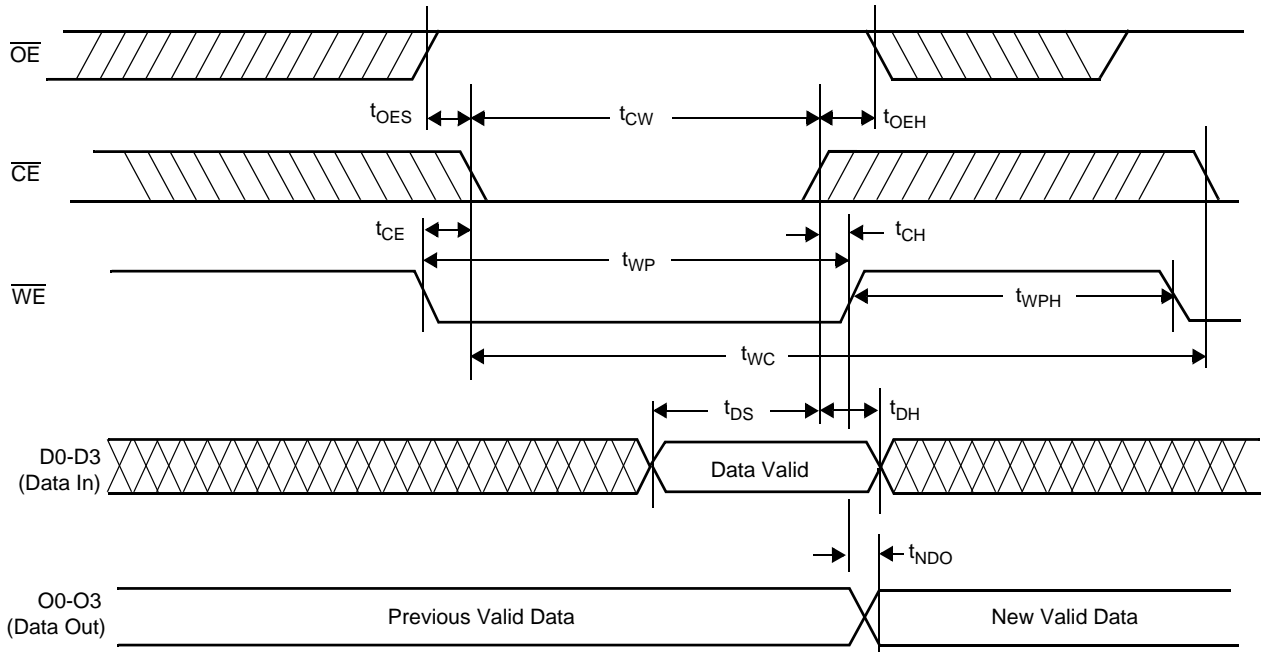 OE
tOES
tCW
tOEH
CE
tCE
tCH
tWP
WE
tWPH
tWC
tDS
tDH
D0-D3
(Data In)
Data Valid
tNDO
O0-O3
(Data Out)
Previous Valid Data
New Valid Data